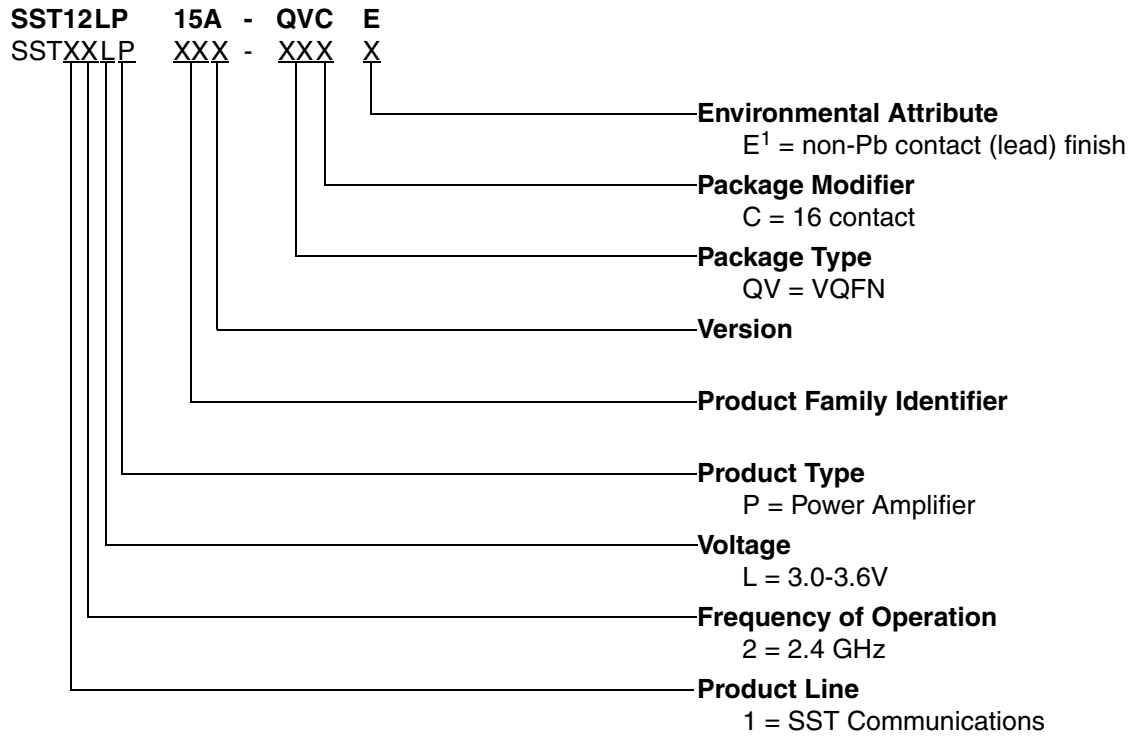 SST12LP 15A - QVC E
SSTXXLP XXX - XXX X
Environmental Attribute
E1 = non-Pb contact (lead) finish
Package Modifier
C = 16 contact
Package Type
QV = VQFN
Version
Product Family Identifier
Product Type
P = Power Amplifier
Voltage
L = 3.0-3.6V
Frequency of Operation
2 = 2.4 GHz
Product Line
1 = SST Communications